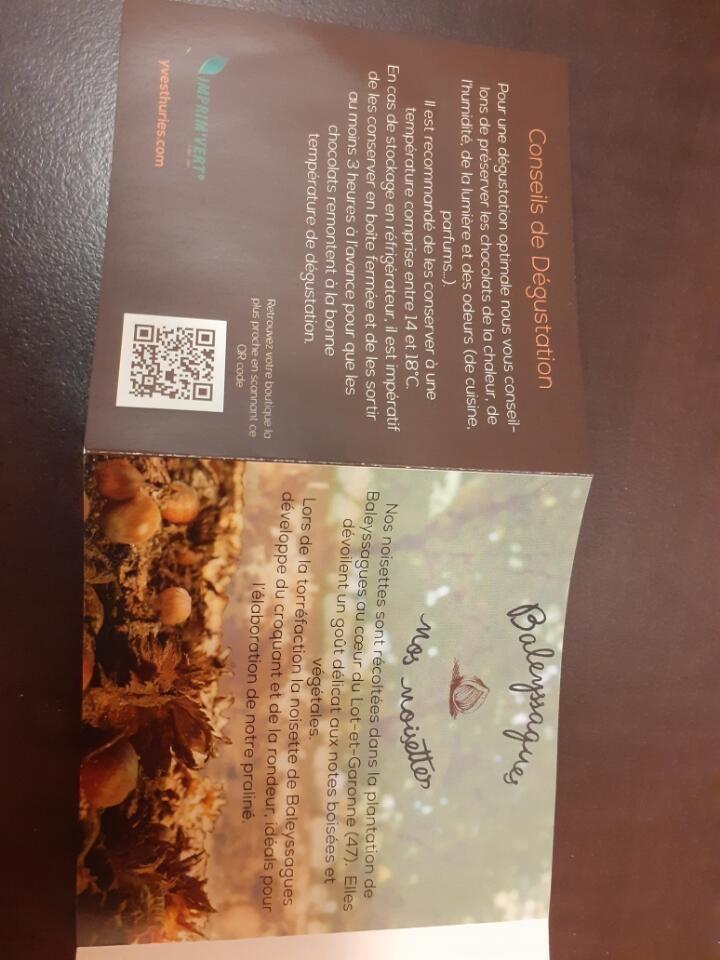 Conseils de Dégustation
Pour une dégustation optimale nous vous conseil-
lons de préserver les chocolats de la chaleur, de
l'humidité, de la lumière et des odeurs (de cuisine,
parfums...).
Il est recommandé de les conserver à une
température comprise entre 14 et 18°C.
En cas de stockage en réfrigérateur, il est impératif
de les conserver en boîte fermée et de les sortir
au moins 3 heures à l'avance pour que les
chocolats remontent à la bonne
température de dégustation.
IMPRIM'VERT®
yvesthuries.com
Retrouvez votre boutique la
plus proche en scannant ce
QR code
Baleyssagues
nos noisettes
Nos noisettes sont récoltées dans la plantation de
Baleyssagues au cœur du Lot-et-Garonne (47). Elles
dévoilent un goût délicat aux notes boisées et
végétales.
Lors de la torréfaction la noisette de Baleyssagues
développe du croquant et de la rondeur, idéals pour
l'élaboration de notre praliné.